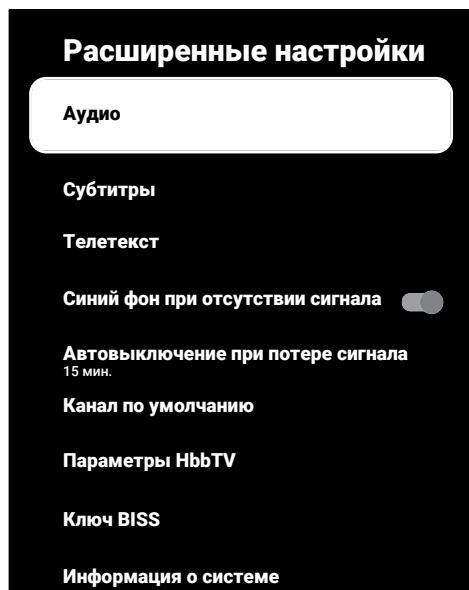 Расширенные настройки
Аудио
Субтитры
Телетекст
Синий фон при отсутствии сигнала
Автовыключение при потере сигнала
15 мин.
Канал по умолчанию
Параметры HbbTV
Ключ BISS
Информация о системе